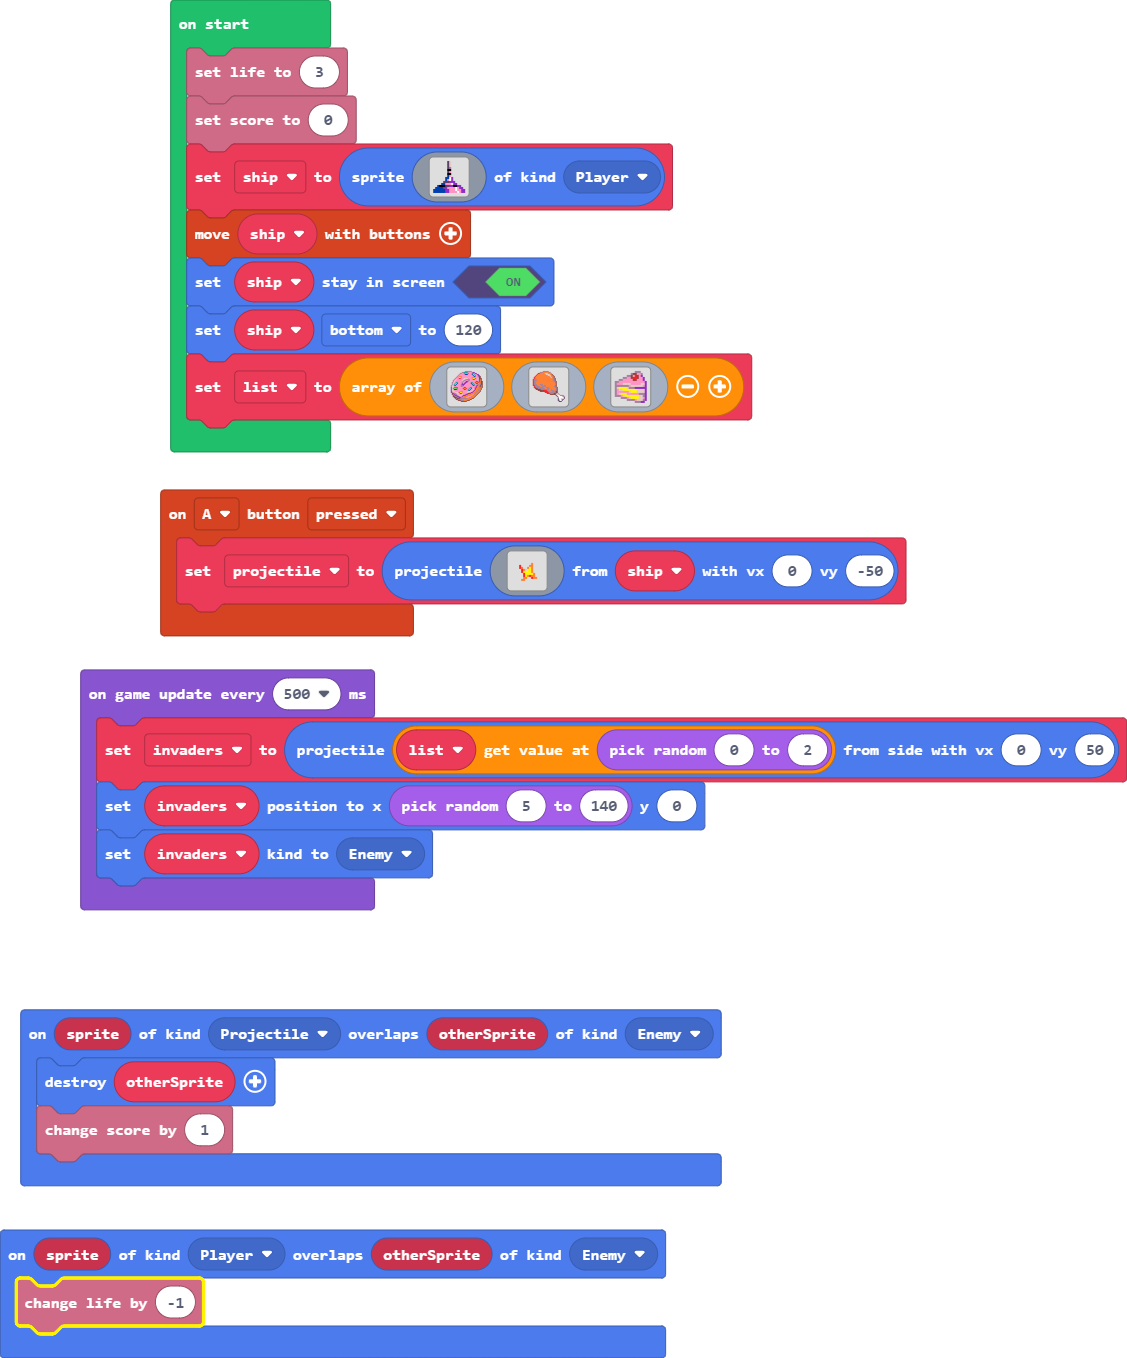 on start
set life to 3
set score to 0
set ship to sprite of kind Player
move ship with buttons
set ship stay in screen ON
set ship bottom to 120
set list to array of
on A button pressed
set projectile to projectile from ship with vx 0 vy -50
on game update every 500 ms
set invaders to projectile list get value at pick random 0 to 2 from side with vx 0 vy 50
set invaders position to x pick random 5 to 140 y 0
set invaders kind to Enemy
on sprite of kind Projectile overlaps otherSprite of kind Enemy
destroy otherSprite
change score by 1
on sprite of kind Player overlaps otherSprite of kind Enemy
change life by -1